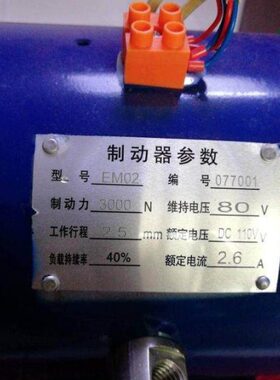 制动器参数
型 号 EM02 编 号 077001
制动力 3000 N 维持电压 80 V
工作行程 2.5 mm 额定电压 DC 110V V
负载持续率 40% 额定电流 2.6 A